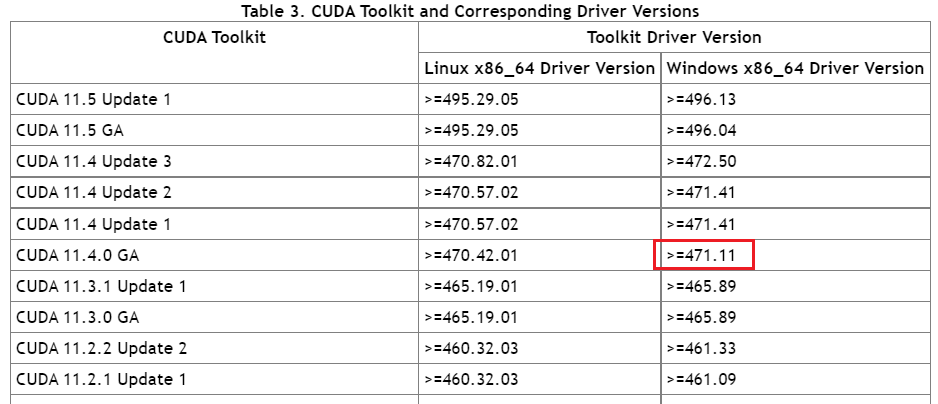 Table 3. CUDA Toolkit and Corresponding Driver Versions
CUDA Toolkit Toolkit Driver Version
Linux x86_64 Driver Version Windows x86_64 Driver Version
CUDA 11.5 Update 1 >=495.29.05 >=496.13
CUDA 11.5 GA >=495.29.05 >=496.04
CUDA 11.4 Update 3 >=470.82.01 >=472.50
CUDA 11.4 Update 2 >=470.57.02 >=471.41
CUDA 11.4 Update 1 >=470.57.02 >=471.41
CUDA 11.4.0 GA >=470.42.01 >=471.11
CUDA 11.3.1 Update 1 >=465.19.01 >=465.89
CUDA 11.3.0 GA >=465.19.01 >=465.89
CUDA 11.2.2 Update 2 >=460.32.03 >=461.33
CUDA 11.2.1 Update 1 >=460.32.03 >=461.09